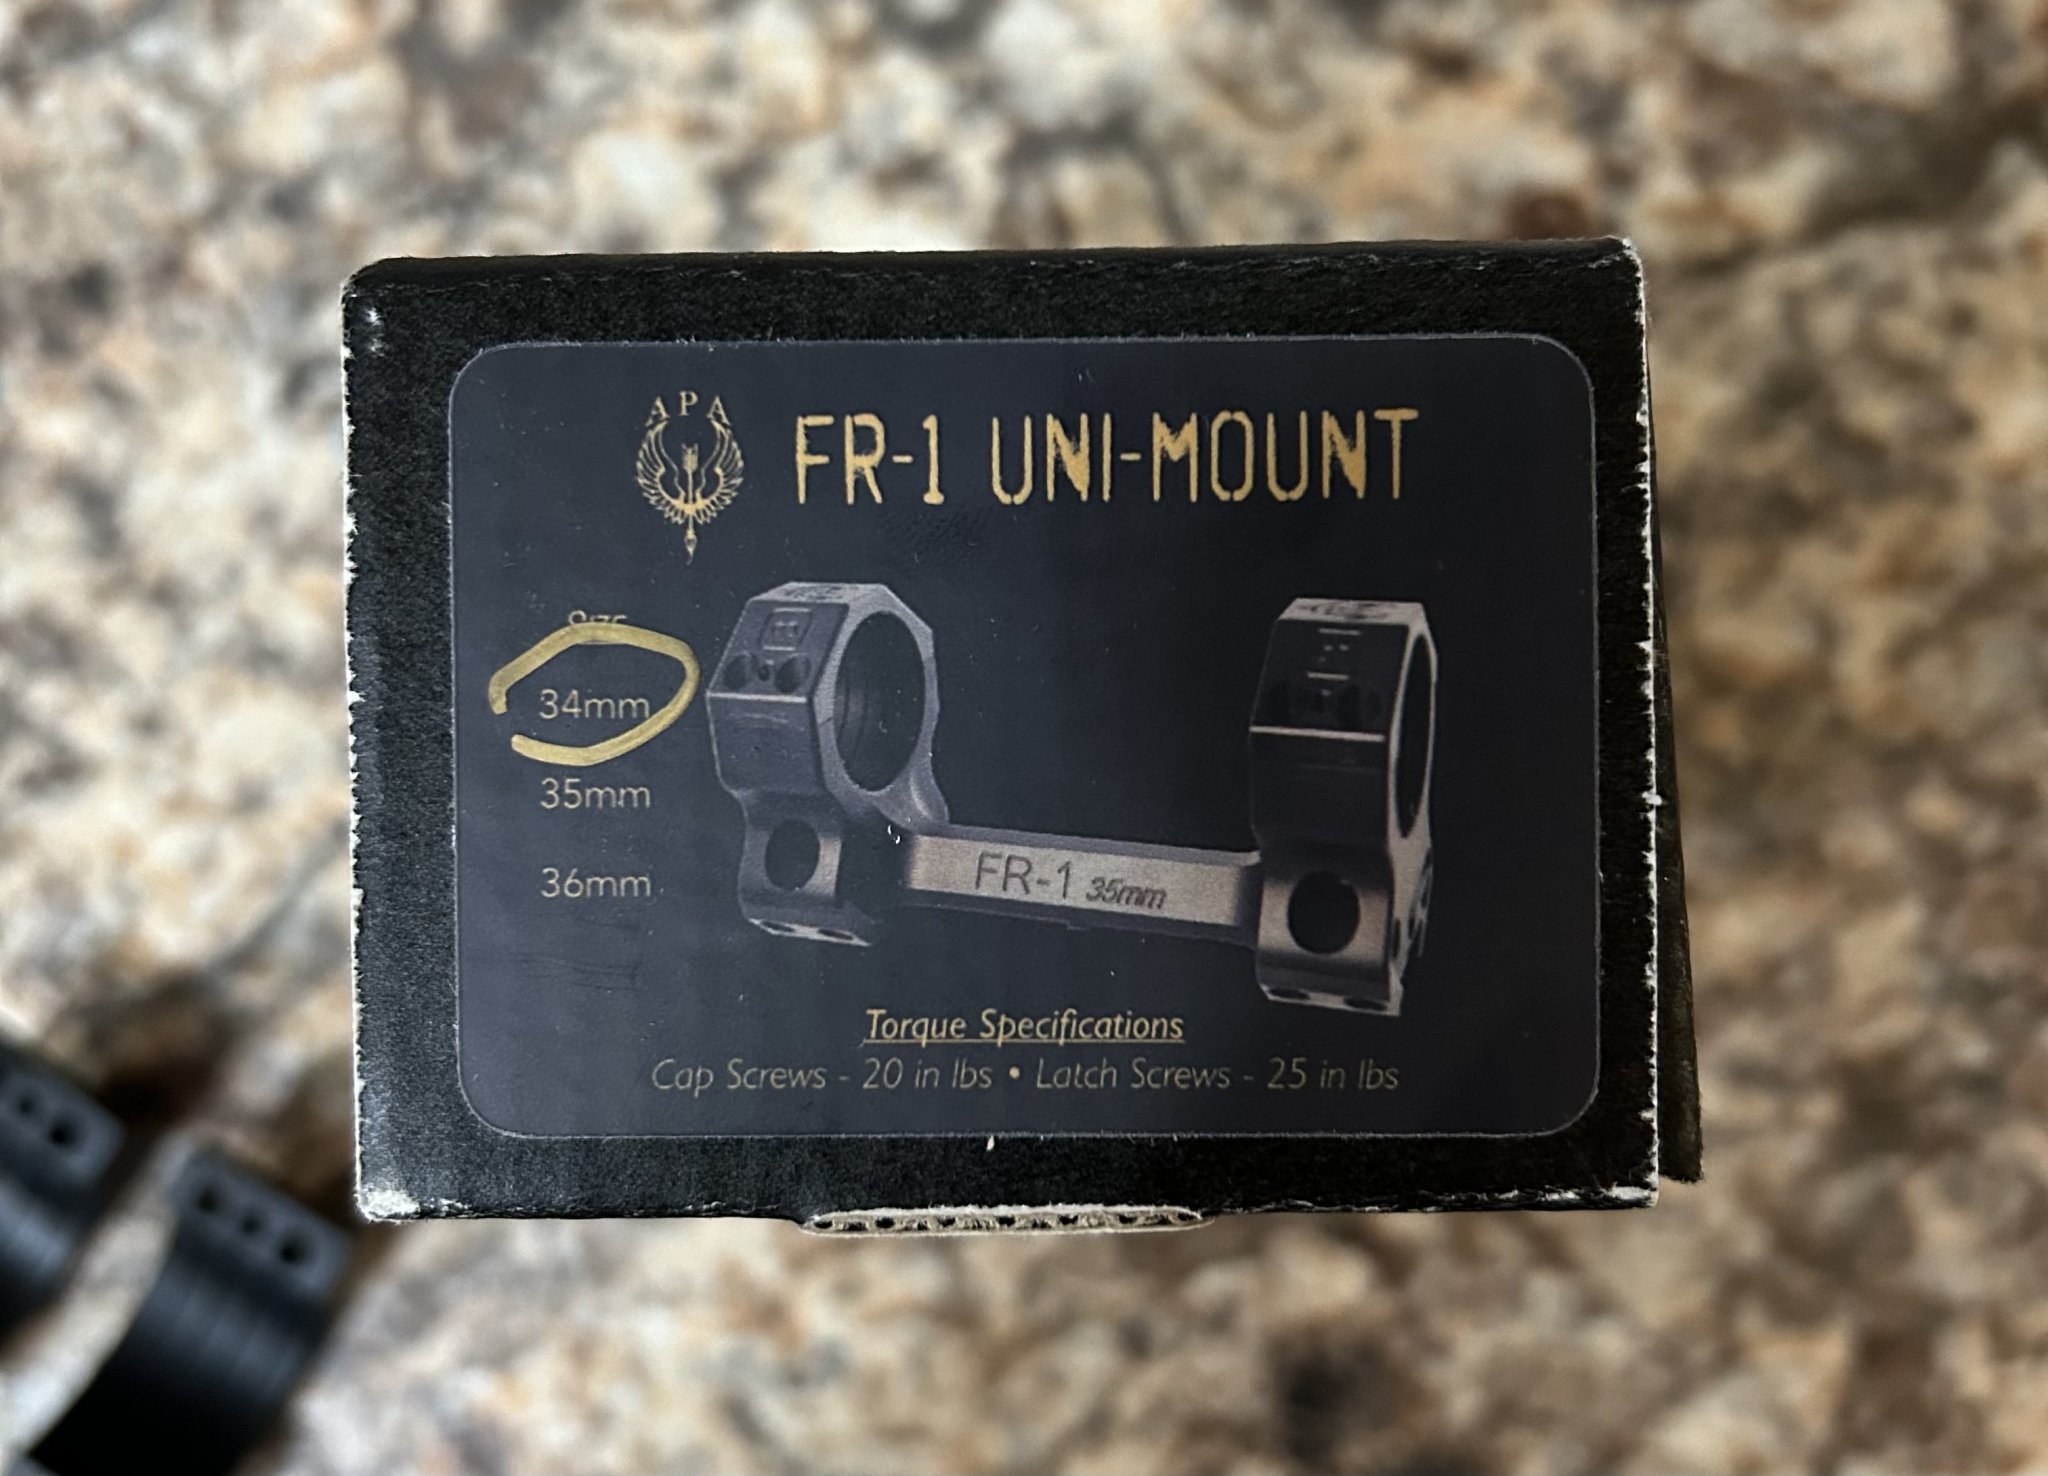 APA
FR-1 UNI-MOUNT
Size
34mm
35mm
36mm
FR-1 35mm
Torque Specifications
Cap Screws - 20 in lbs • Latch Screws - 25 in lbs